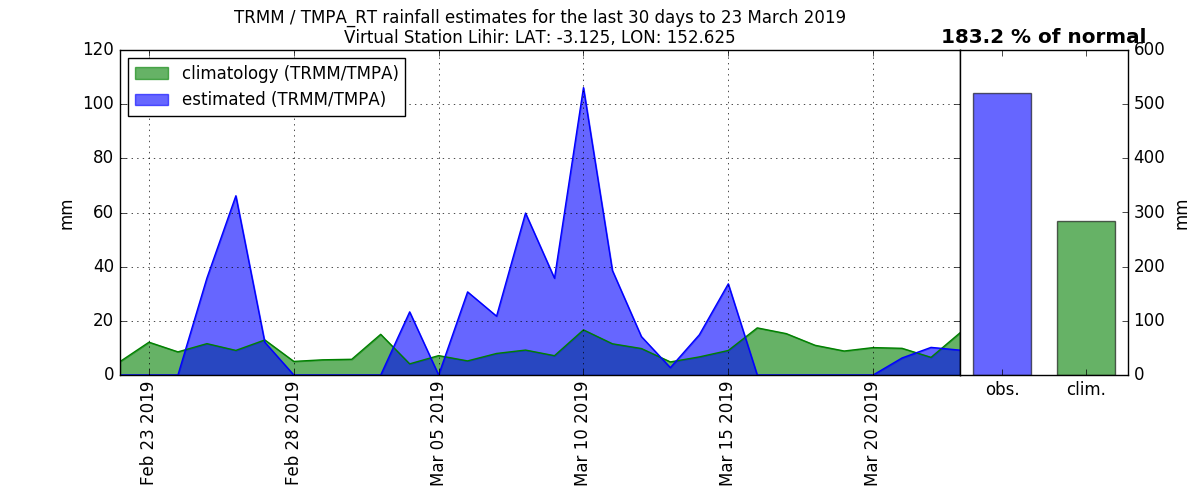 TRMM / TMPA_RT rainfall estimates for the last 30 days to 23 March 2019
Virtual Station Lihir: LAT: -3.125, LON: 152.625
183.2 % of normal
climatology (TRMM/TMPA)
estimated (TRMM/TMPA)
120
100
80
60
40
20
0
mm
Feb 23 2019
Feb 28 2019
Mar 05 2019
Mar 10 2019
Mar 15 2019
Mar 20 2019
600
500
400
300
200
100
0
mm
obs.
clim.